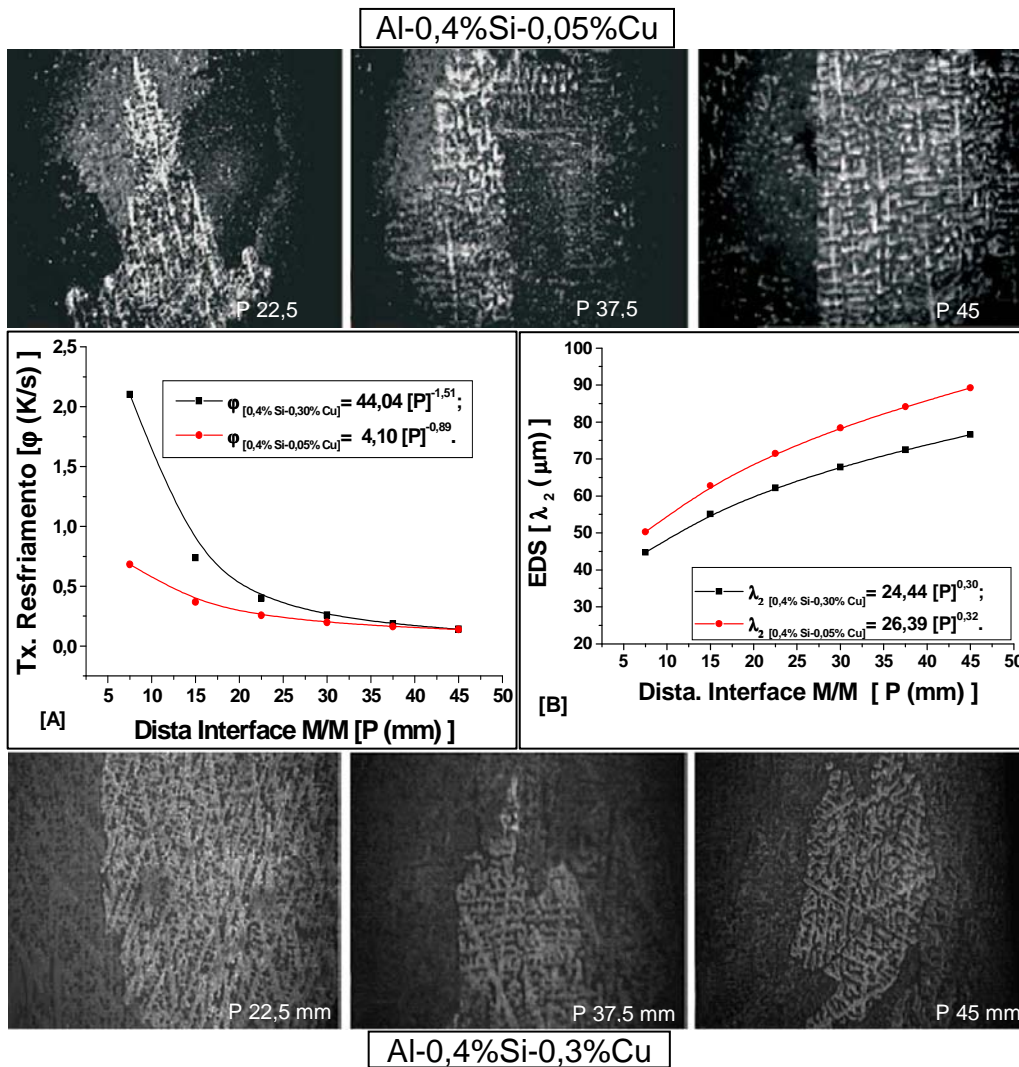 Al-0,4%Si-0,05%Cu
P 22,5
P 37,5
P 45
Tx. Resfriamento [φ (K/s) ]
2,5
2,0
1,5
1,0
0,5
0,0
φ [0,4% Si-0,30% Cu] = 44,04 [P]-1,51;
φ [0,4% Si-0,05% Cu] = 4,10 [P]-0,89.
5 10 15 20 25 30 35 40 45 50
Dista Interface M/M [P (mm) ]
[A]
EDS [ λ 2 ( μm) ]
100
90
80
70
60
50
40
30
20
λ 2 [0,4% Si-0,30% Cu] = 24,44 [P]0,30;
λ 2 [0,4% Si-0,05% Cu] = 26,39 [P]0,32.
5 10 15 20 25 30 35 40 45 50
Dista. Interface M/M [ P (mm) ]
[B]
P 22,5 mm
P 37,5 mm
P 45 mm
Al-0,4%Si-0,3%Cu